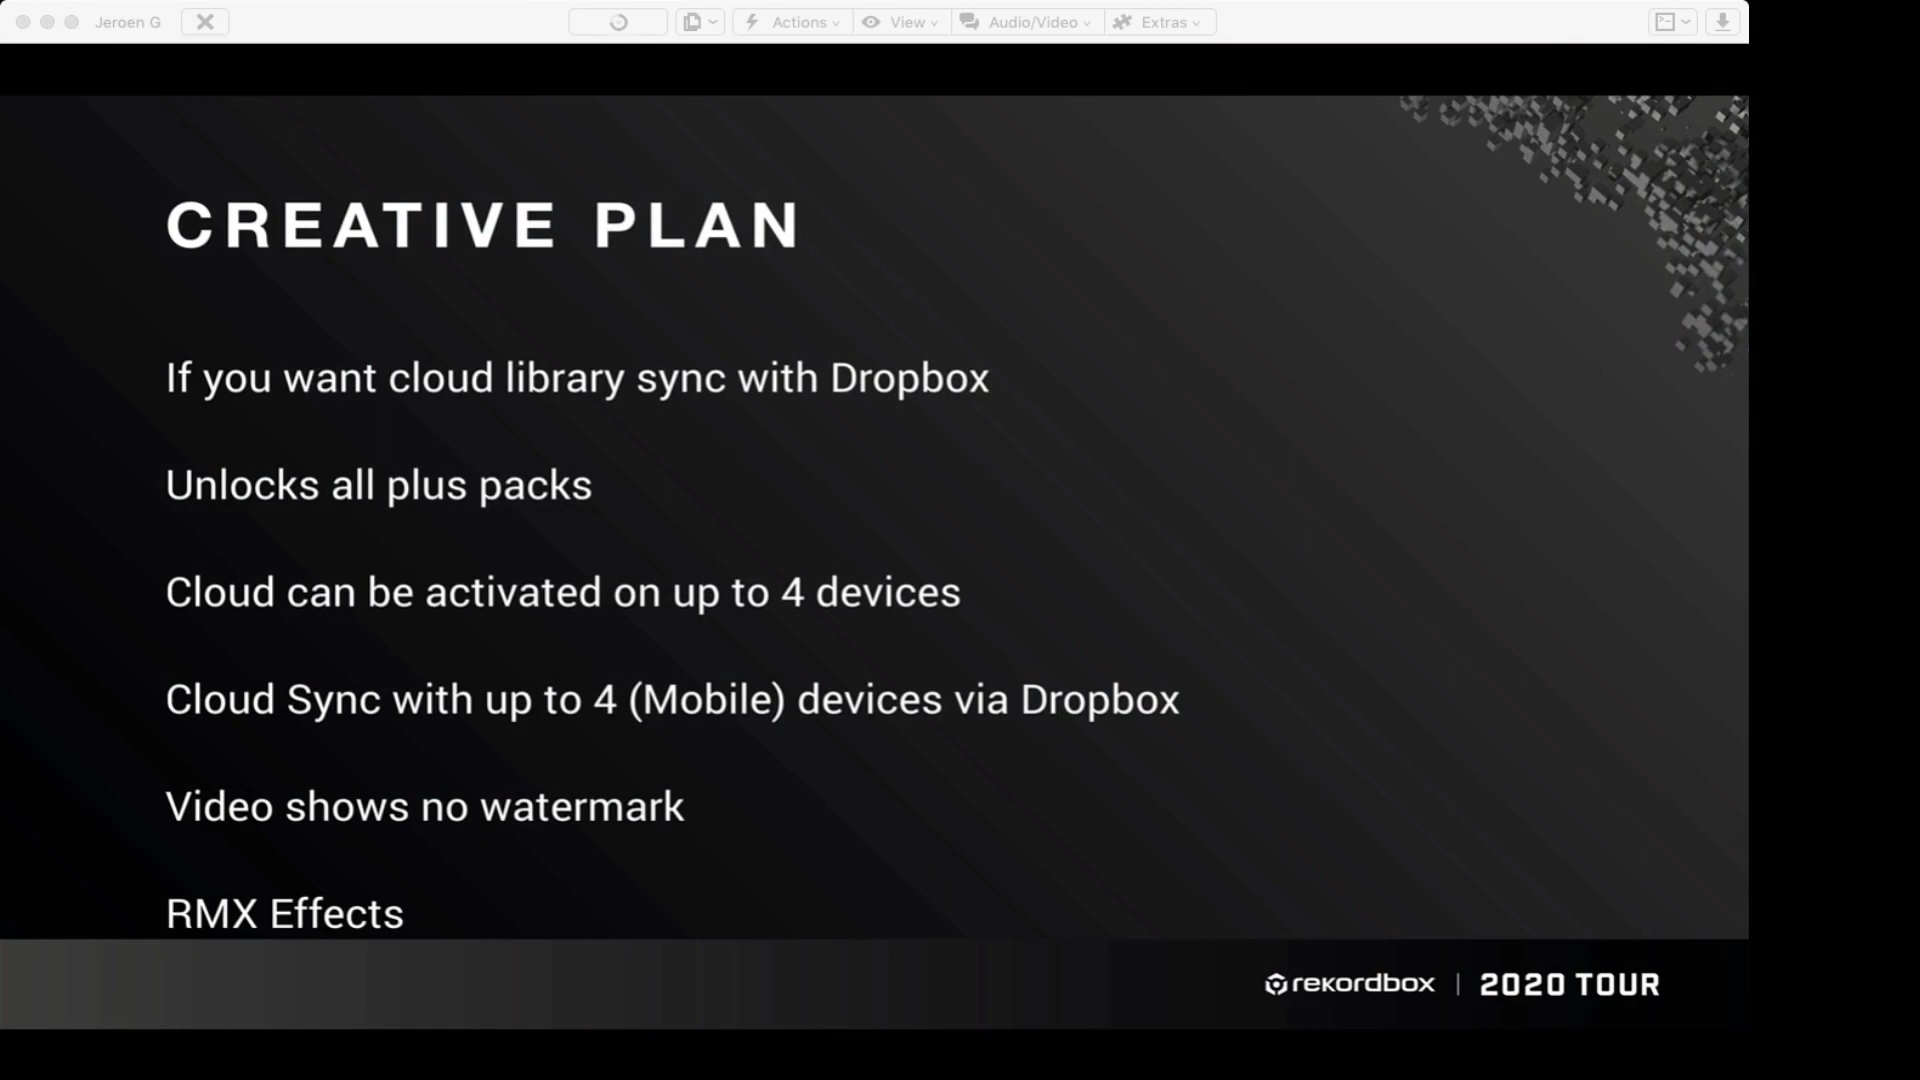 Jeroen G
Actions
View
Audio/Video
Extras
CREATIVE PLAN
If you want cloud library sync with Dropbox
Unlocks all plus packs
Cloud can be activated on up to 4 devices
Cloud Sync with up to 4 (Mobile) devices via Dropbox
Video shows no watermark
RMX Effects
rekordbox | 2020 TOUR